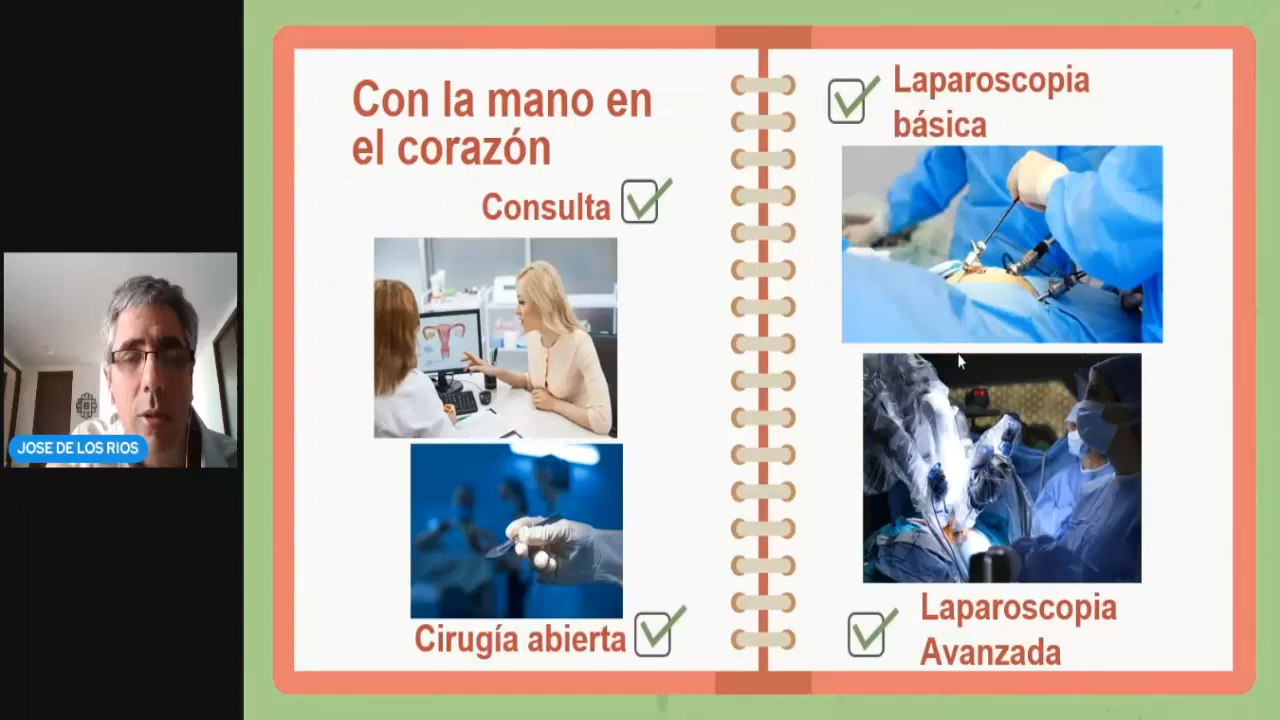 Con la mano en
el corazón
Consulta
Cirugía abierta
Laparoscopia
básica
Laparoscopia
Avanzada
JOSE DE LOS RIOS